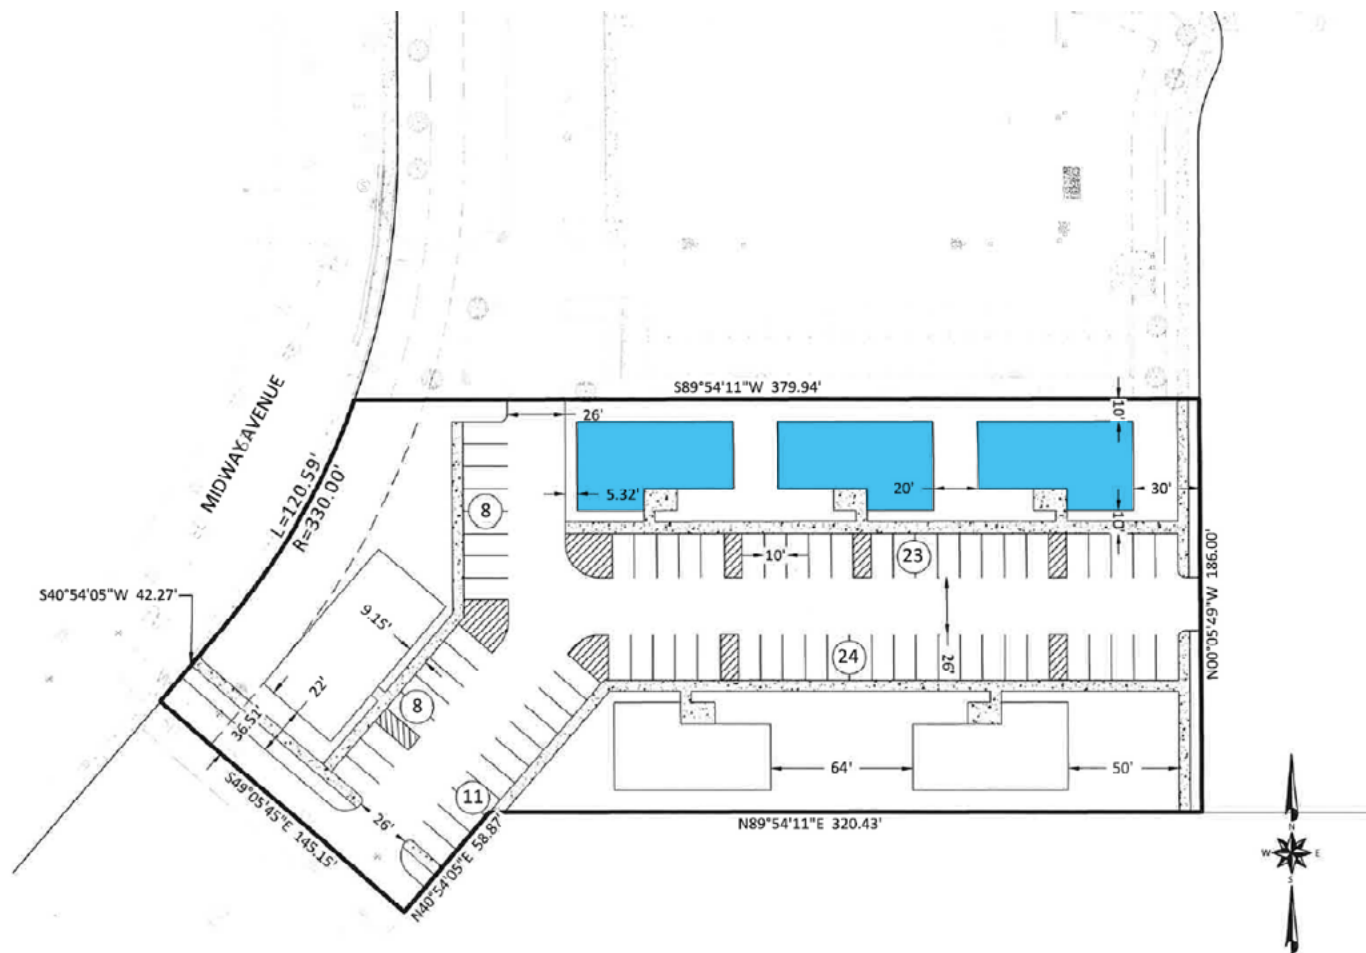 S89°54'11"W 379.94'
10'
26'
MIDWAY AVENUE
L=120.59'
R=330.00'
5.32'
20'
30'
10'
8
10'
23
N00°05'49"W 186.00'
S40°54'05"W 42.27'
9.15'
24
26'
22'
8
36.51'
64'
50'
11
S49°05'45"E 145.15'
26'
N40°54'05"E 58.87'
N89°54'11"E 320.43'
N
W E
S